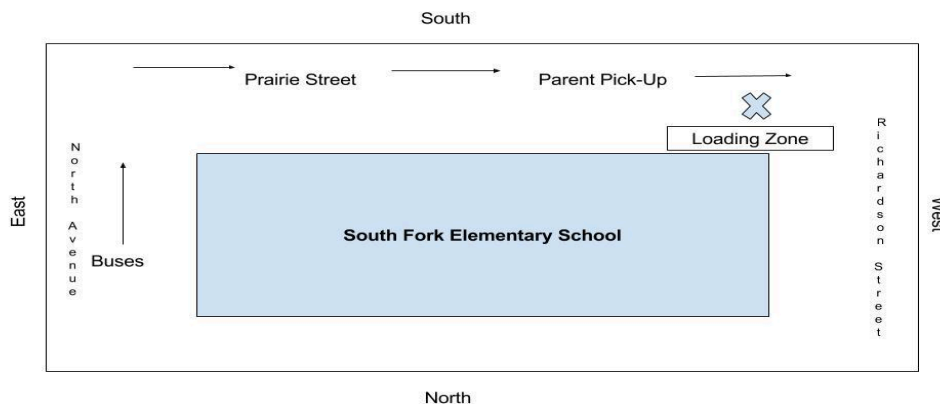 South
Prairie Street
Parent Pick-Up
Loading Zone
North Avenue
Richardson Street
East
West
South Fork Elementary School
Buses
North